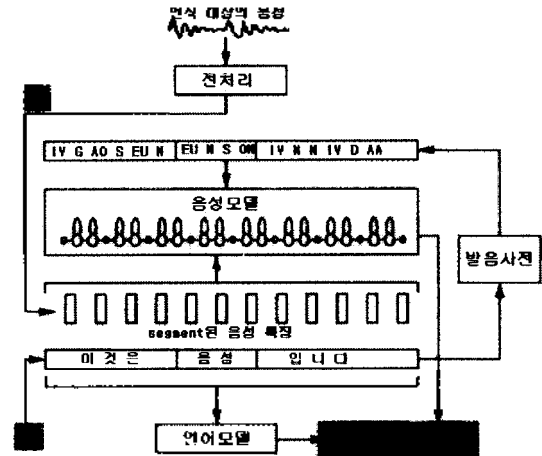 인식 대상의 음성
전처리
IY G AO S EU N EU M S ON IY N N IY D AA
음성모델
발음사전
segment된 음성 특징
이 것 은 음 성 입 니 다
언어모델